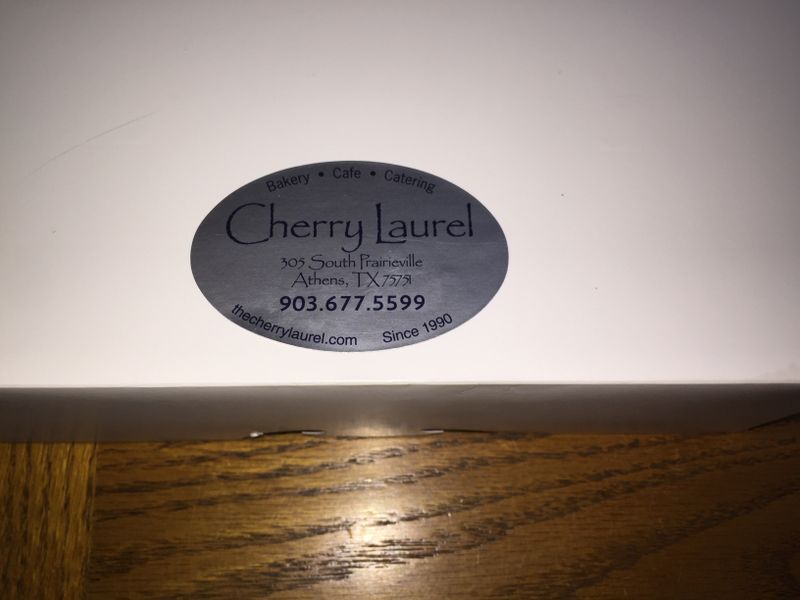 Bakery • Cafe • Catering
Cherry Laurel
305 South Prairieville
Athens, TX 75751
903.677.5599
thecherrylaurel.com Since 1990